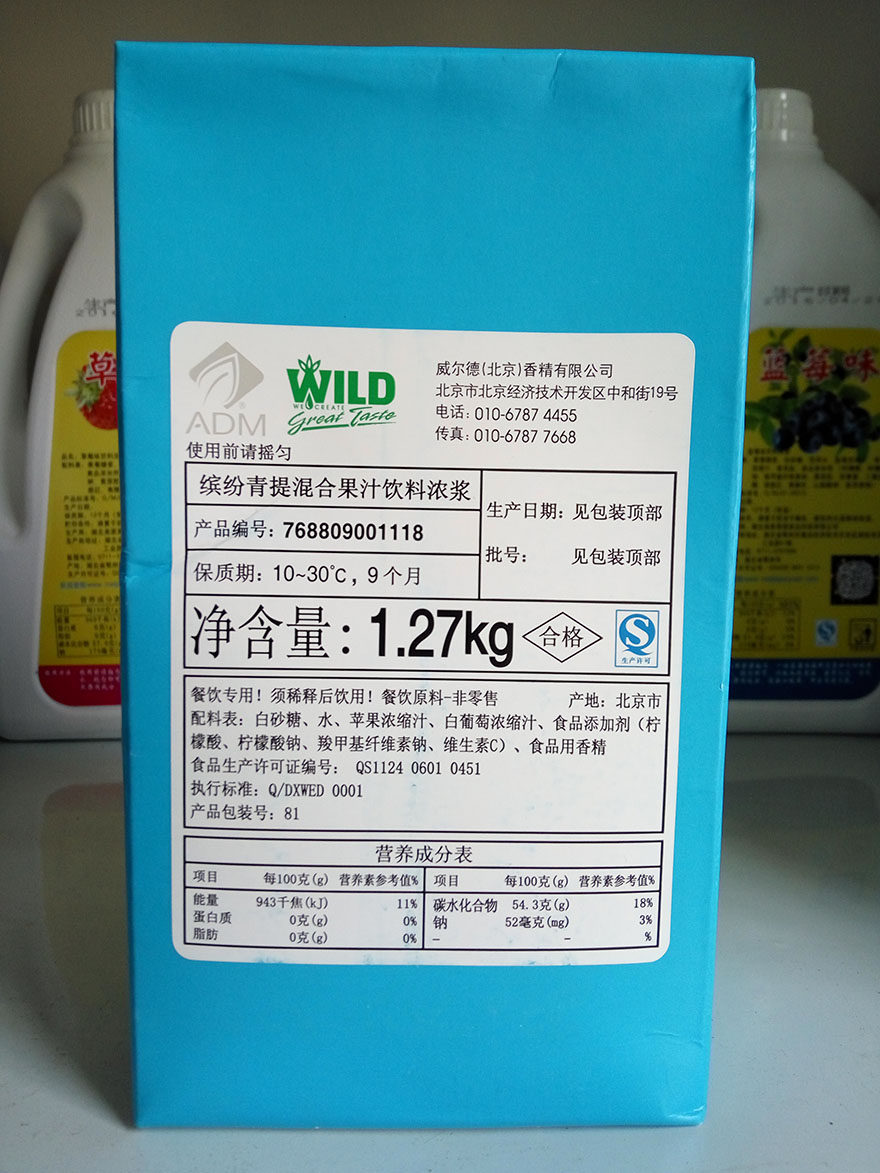 ADM
WILD
WE CREATE
Great Taste
威尔德(北京)香精有限公司
北京市北京经济技术开发区中和街19号
电话: 010-6787 4455
传真: 010-6787 7668
使用前请摇匀
缤纷青提混合果汁饮料浓浆
产品编号: 768809001118
保质期: 10~30℃, 9个月
生产日期: 见包装顶部
批号: 见包装顶部
净含量: 1.27kg
合格
生产许可
餐饮专用! 须稀释后饮用! 餐饮原料-非零售 产地: 北京市
配料表: 白砂糖、水、苹果浓缩汁、白葡萄浓缩汁、食品添加剂 (柠
檬酸、柠檬酸钠、羧甲基纤维素钠、维生素C)、食品用香精
食品生产许可证编号: QS1124 0601 0451
执行标准: Q/DXWED 0001
产品包装号: 81
营养成分表
项目 每100克(g) 营养素参考值% 项目 每100克(g) 营养素参考值%
能量 943千焦(kJ) 11% 碳水化合物 54.3克(g) 18%
蛋白质 0克(g) 0% 钠 52毫克(mg) 3%
脂肪 0克(g) 0% — — %
草
蓝莓味